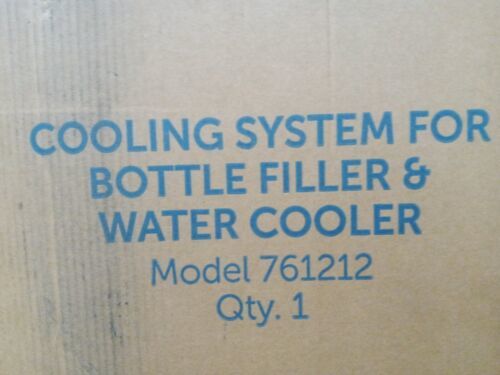 COOLING SYSTEM FOR
BOTTLE FILLER &
WATER COOLER
Model 761212
Qty. 1